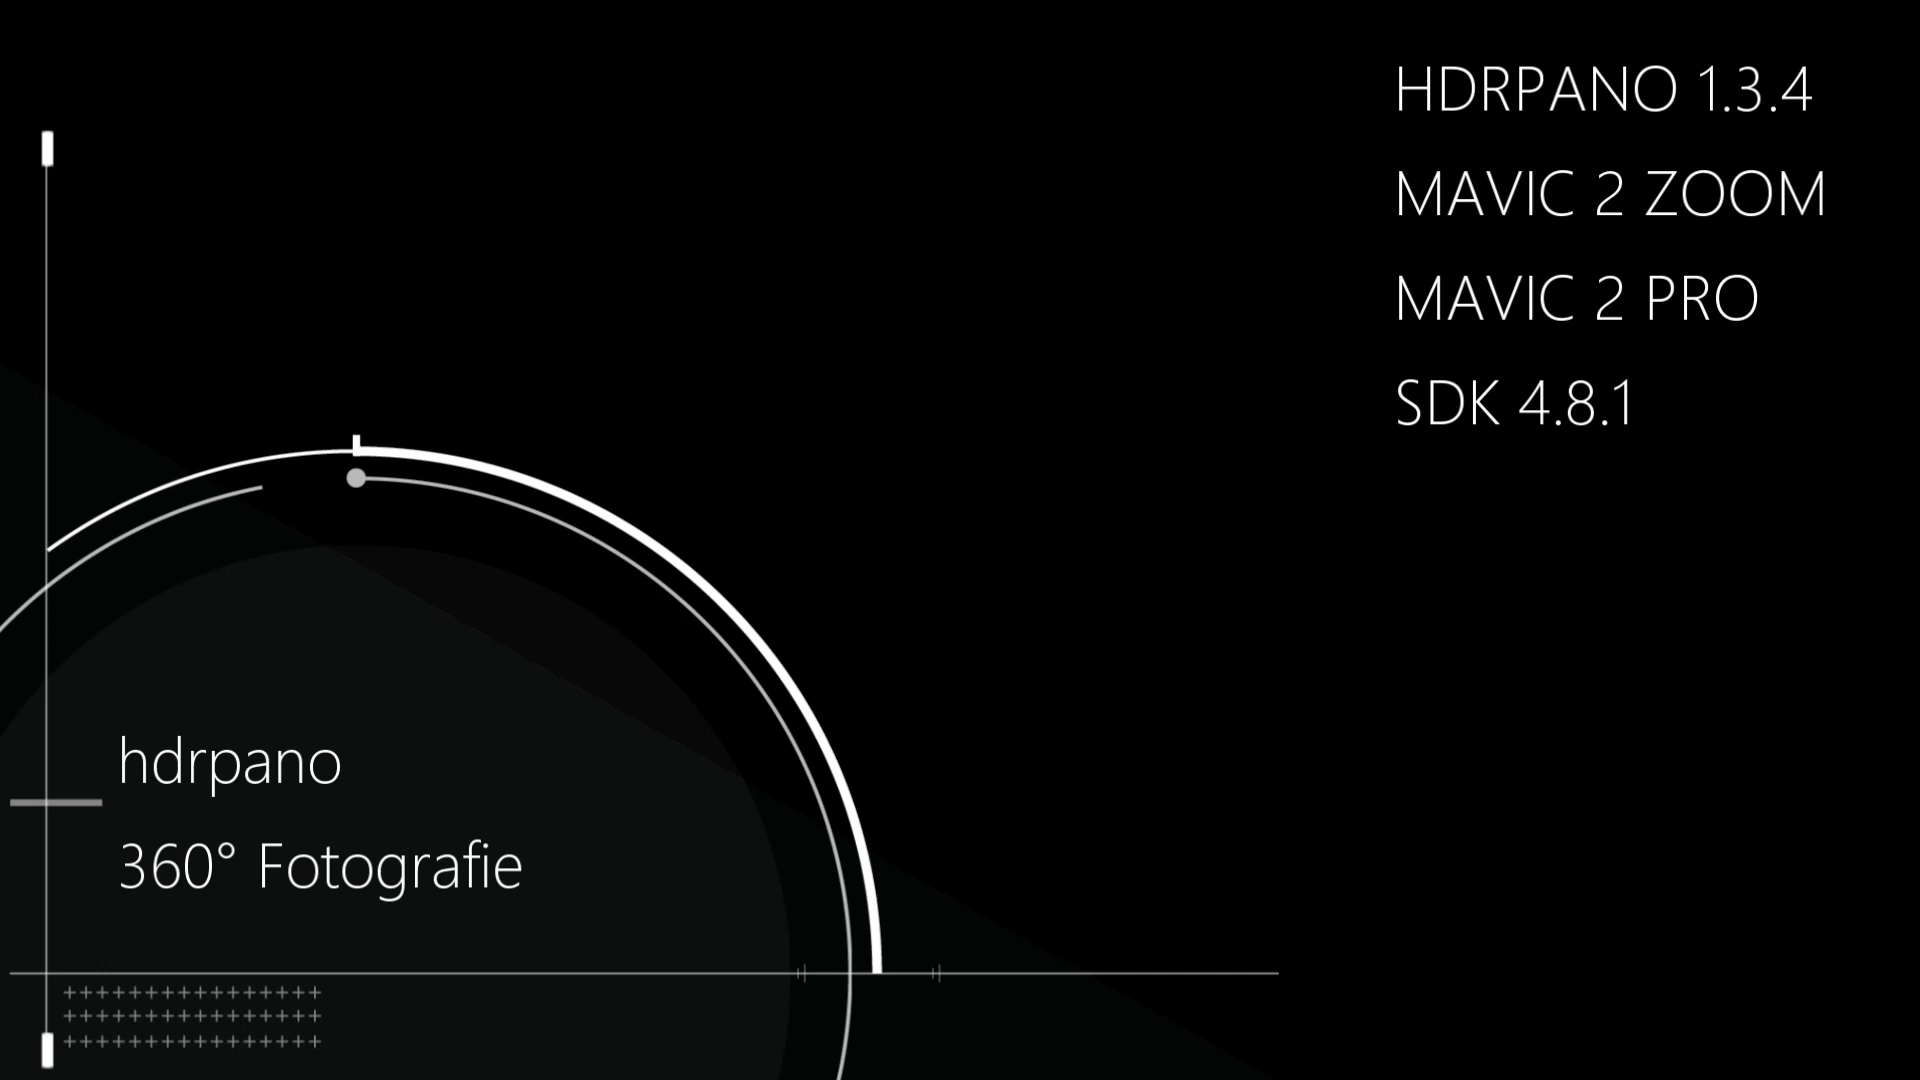 HDRPANO 1.3.4
MAVIC 2 ZOOM
MAVIC 2 PRO
SDK 4.8.1
hdrpano
360° Fotografie